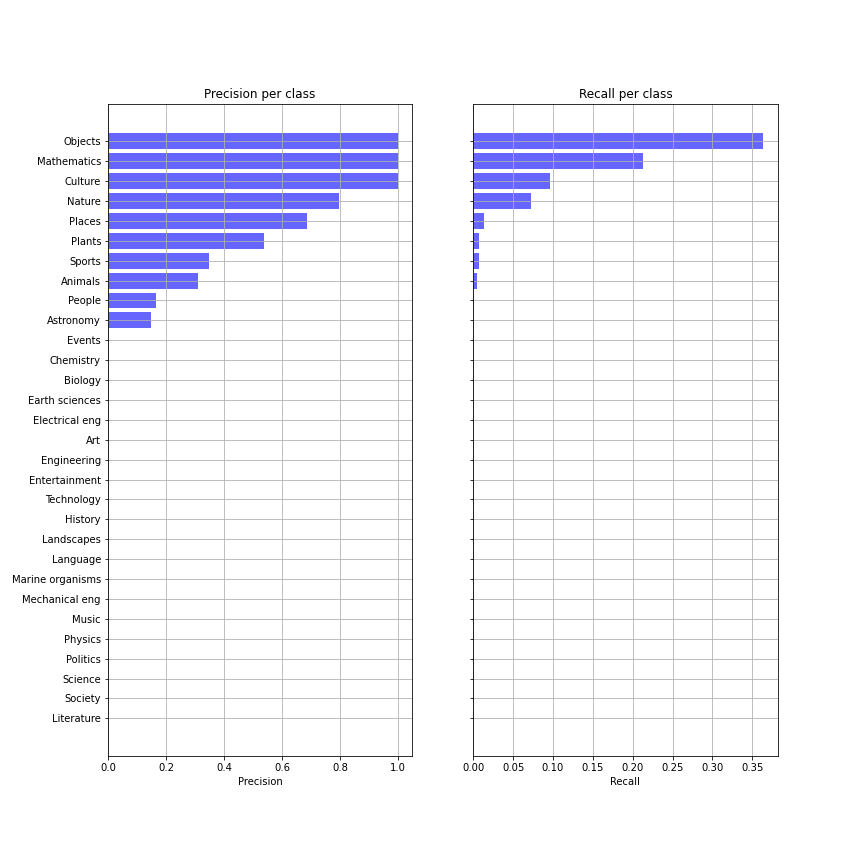 Precision per class
Recall per class
Objects
Mathematics
Culture
Nature
Places
Plants
Sports
Animals
People
Astronomy
Events
Chemistry
Biology
Earth sciences
Electrical eng
Art
Engineering
Entertainment
Technology
History
Landscapes
Language
Marine organisms
Mechanical eng
Music
Physics
Politics
Science
Society
Literature
0.0 0.2 0.4 0.6 0.8 1.0
Precision
0.00 0.05 0.10 0.15 0.20 0.25 0.30 0.35
Recall